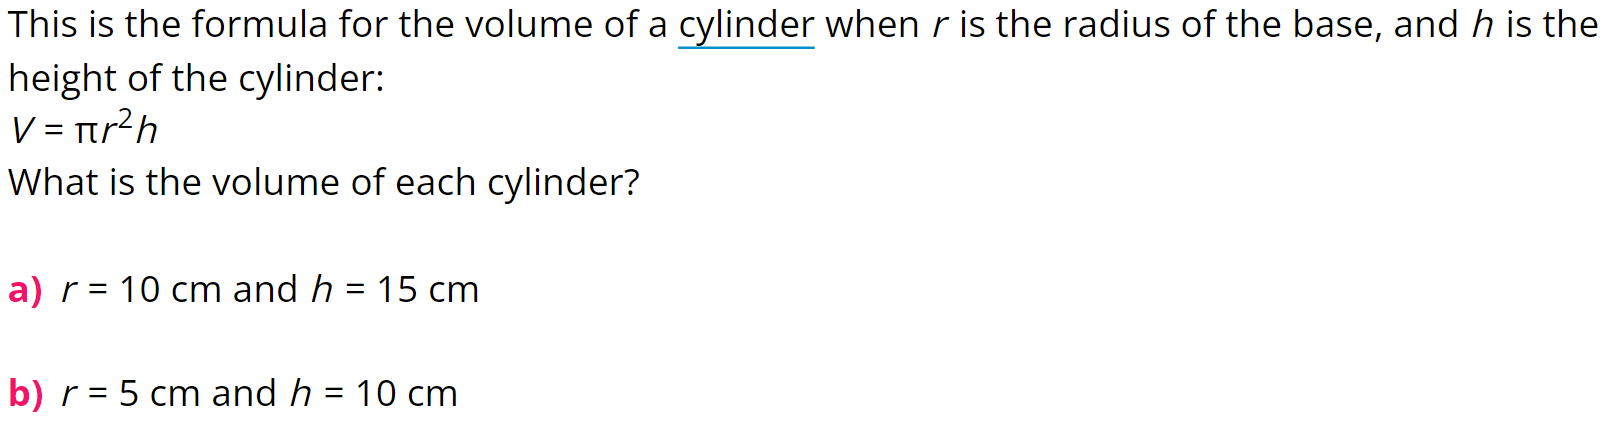 This is the formula for the volume of a cylinder when r is the radius of the base, and h is the
height of the cylinder:
V = πr²h
What is the volume of each cylinder?
a) r = 10 cm and h = 15 cm
b) r = 5 cm and h = 10 cm